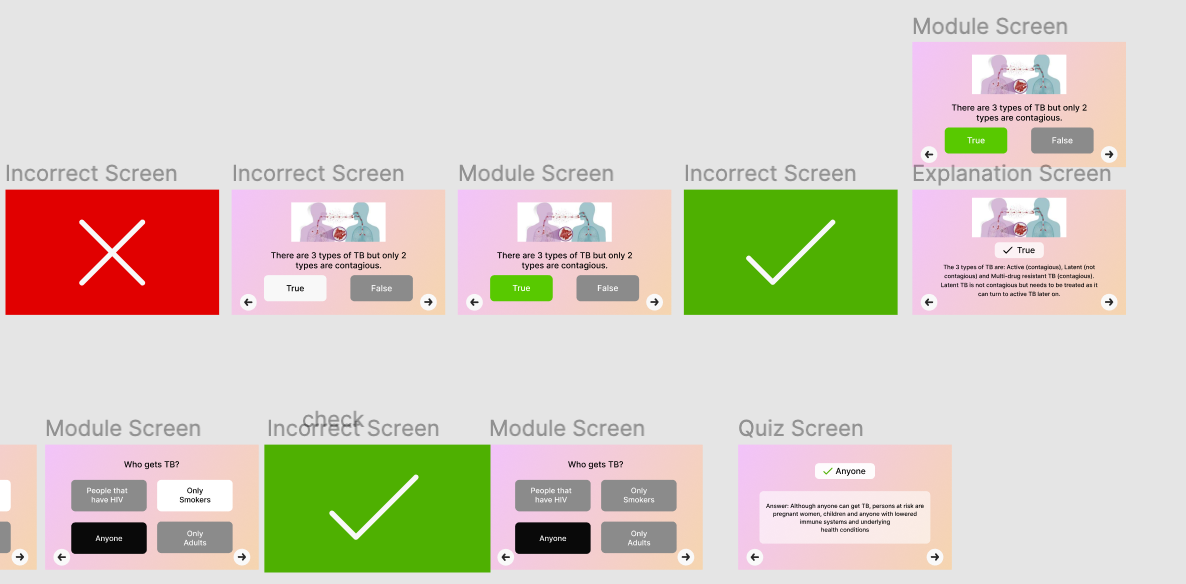 Module Screen
There are 3 types of TB but only 2
types are contagious.
True
False
Incorrect Screen
Incorrect Screen
There are 3 types of TB but only 2
types are contagious.
True
False
Module Screen
There are 3 types of TB but only 2
types are contagious.
True
False
Incorrect Screen
Explanation Screen
True
The 3 types of TB are: Active (contagious), Latent (not
contagious) and Multi-drug resistant TB (contagious).
Latent TB is not contagious but needs to be treated as it
can turn to active TB later on.
Module Screen
Who gets TB?
People that
have HIV
Only
Smokers
Anyone
Only
Adults
check
Incorrect Screen
Module Screen
Who gets TB?
People that
have HIV
Only
Smokers
Anyone
Only
Adults
Quiz Screen
Anyone
Answer: Although anyone can get TB, persons at risk are
pregnant women, children and anyone with lowered
immune systems and underlying
health conditions